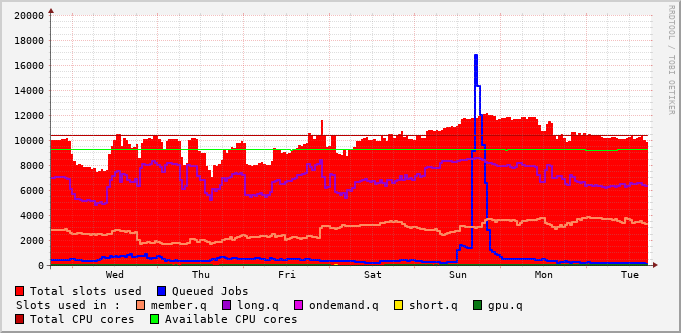 20000
18000
16000
14000
12000
10000
8000
6000
4000
2000
0
Wed Thu Fri Sat Sun Mon Tue
Total slots used Queued Jobs
Slots used in : member.q long.q ondemand.q short.q gpu.q
Total CPU cores Available CPU cores
RRDTOOL / TOBI OETIKER